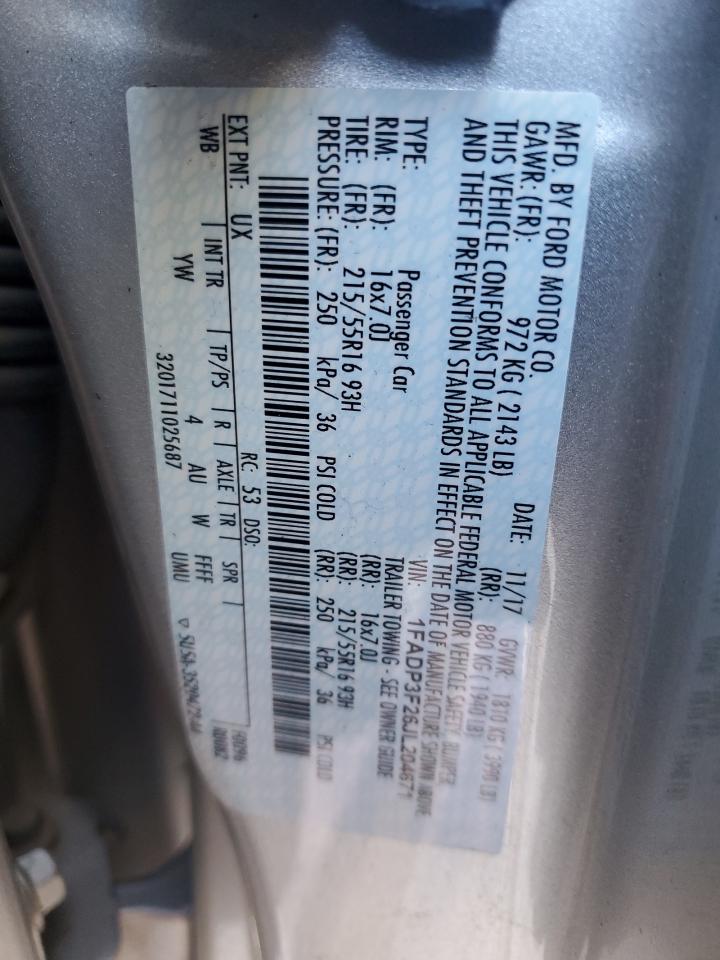 MFD. BY FORD MOTOR CO. DATE: 11/17 GVWR: 1810 KG ( 3990 LB)
GAWR: (FR): 972 KG ( 2143 LB) (RR): 880 KG ( 1940 LB)
THIS VEHICLE CONFORMS TO ALL APPLICABLE FEDERAL MOTOR VEHICLE SAFETY, BUMPER,
AND THEFT PREVENTION STANDARDS IN EFFECT ON THE DATE OF MANUFACTURE SHOWN ABOVE
VIN: 1FADP3F26JL204671
TYPE: Passenger Car TRAILER TOWING - SEE OWNER GUIDE
RIM: (FR): 16x7.0J (RR): 16x7.0J
TIRE: (FR): 215/55R16 93H (RR): 215/55R16 93H
PRESSURE: (FR): 250 kPa/ 36 PSI COLD (RR): 250 kPa/ 36 PSI COLD
EXT PNT: UX RC: 53 DSO:
WB INT TR TP/PS R AXLE TR SPR
YW 4 AU W FFFF
3201711025687 UMU